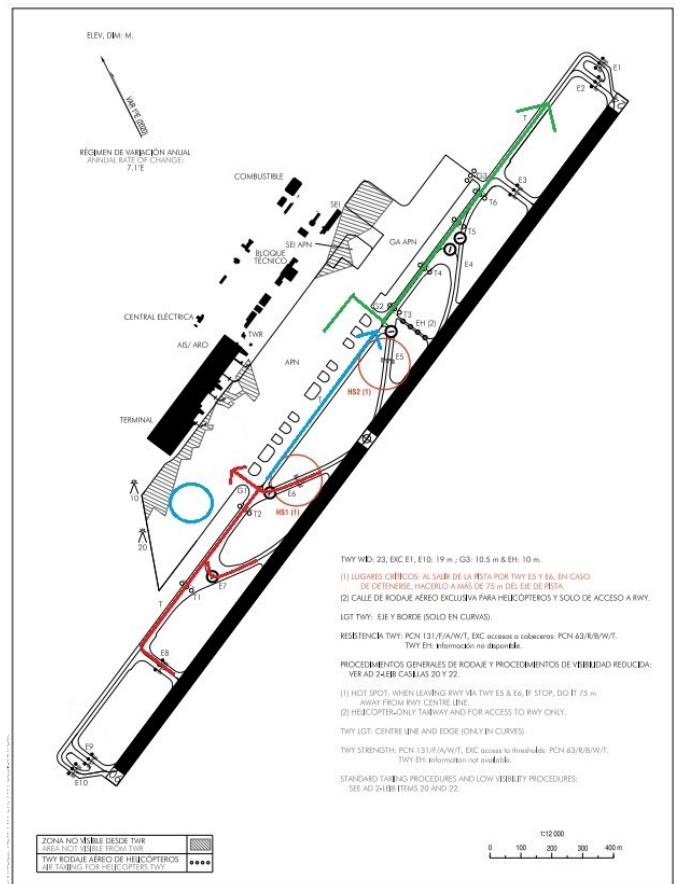 ELEV, DIM: M.
VAR 1°E (2020)
RÉGIMEN DE VARIACIÓN ANUAL
ANNUAL RATE OF CHANGE:
7.1'E
COMBUSTIBLE
SEI
SEI APN
BLOQUE
TÉCNICO
GA APN
CENTRAL ELÉCTRICA
TWR
AIS/ ARO
APN
TERMINAL
E1
E2
T
G3
E3
T6
T5
E4
T4
G2
T3
EH (2)
E5
HS2 (1)
T
G1
E6
HS1 (1)
T2
10
20
E7
T
T1
E8
E9
E10
06
24
TWY WID: 23, EXC E1, E10: 19 m ; G3: 10.5 m & EH: 10 m.
(1) LUGARES CRÍTICOS: AL SALIR DE LA PISTA POR TWY E5 Y E6, EN CASO
DE DETENERSE, HACERLO A MÁS DE 75 m DEL EJE DE PISTA.
(2) CALLE DE RODAJE AÉREO EXCLUSIVA PARA HELICÓPTEROS Y SOLO DE ACCESO A RWY.
LGT TWY: EJE Y BORDE (SOLO EN CURVAS).
RESISTENCIA TWY: PCN 131/F/A/W/T, EXC accesos a cabeceras: PCN 63/R/B/W/T.
TWY EH: información no disponible.
PROCEDIMIENTOS GENERALES DE RODAJE Y PROCEDIMIENTOS DE VISIBILIDAD REDUCIDA:
VER AD 2-LEIB CASILLAS 20 Y 22.
(1) HOT SPOT: WHEN LEAVING RWY VIA TWY E5 & E6, IF STOP, DO IT 75 m
AWAY FROM RWY CENTRE LINE.
(2) HELICOPTER-ONLY TAXIWAY AND FOR ACCESS TO RWY ONLY.
TWY LGT: CENTRE LINE AND EDGE (ONLY IN CURVES).
TWY STRENGTH: PCN 131/F/A/W/T, EXC access to thresholds: PCN 63/R/B/W/T.
TWY EH: information not available.
STANDARD TAXIING PROCEDURES AND LOW VISIBILITY PROCEDURES:
SEE AD 2-LEIB ITEMS 20 AND 22.
ZONA NO VISIBLE DESDE TWR
AREA NOT VISIBLE FROM TWR
TWY RODAJE AÉREO DE HELICÓPTEROS
AIR TAXIING FOR HELICOPTERS TWY
1:12 000
0 100 200 300 400 m